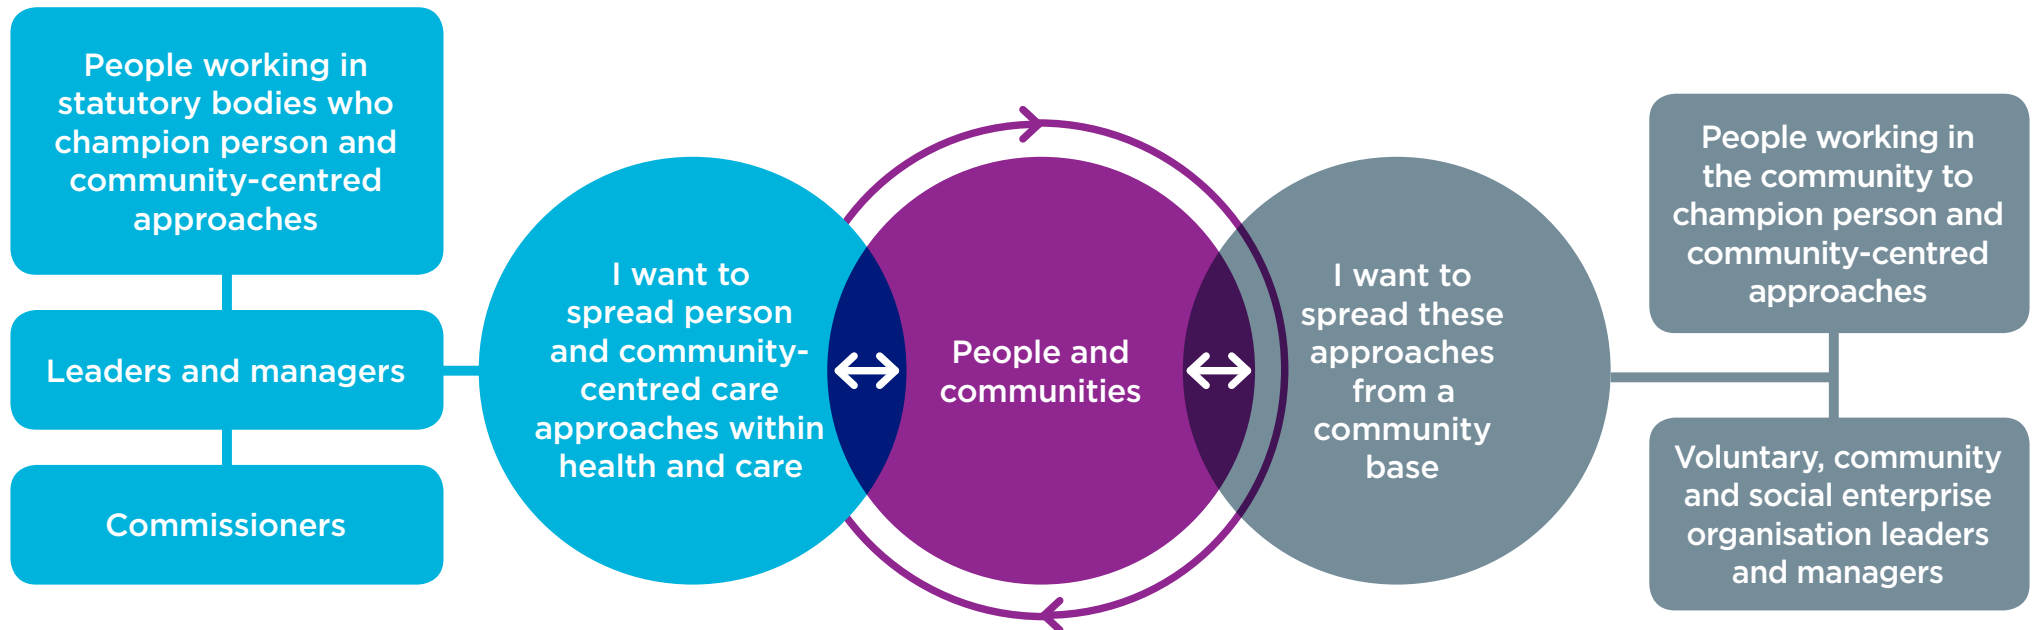 People working in
statutory bodies who
champion person and
community-centred
approaches
Leaders and managers
Commissioners
I want to
spread person
and community-
centred care
approaches within
health and care
People and
communities
I want to
spread these
approaches
from a
community
base
People working in
the community to
champion person and
community-centred
approaches
Voluntary, community
and social enterprise
organisation leaders
and managers